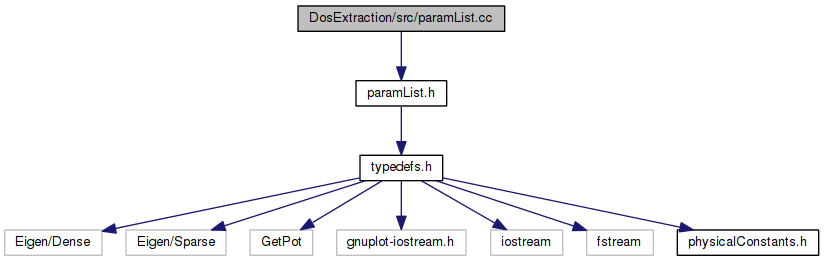 DosExtraction/src/paramList.cc
paramList.h
typedefs.h
Eigen/Dense
Eigen/Sparse
GetPot
gnuplot-iostream.h
iostream
fstream
physicalConstants.h